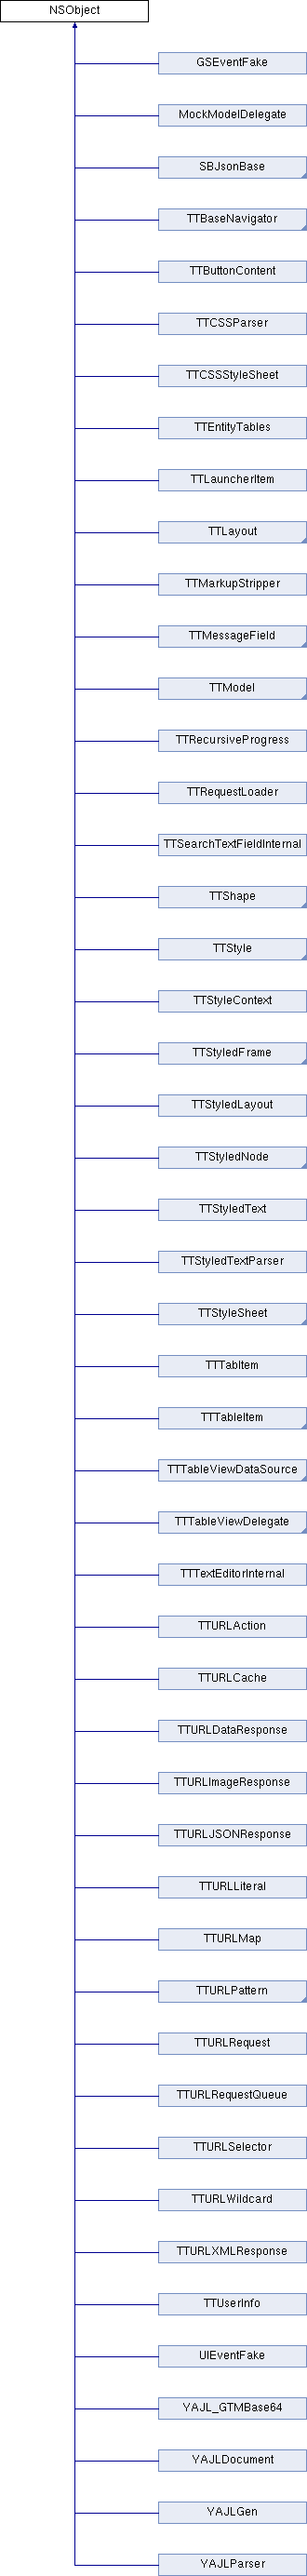 NSObject
GSEventFake
MockModelDelegate
SBJsonBase
TTBaseNavigator
TTButtonContent
TTCSSParser
TTCSSStyleSheet
TTEntityTables
TTLauncherItem
TTLayout
TTMarkupStripper
TTMessageField
TTModel
TTRecursiveProgress
TTRequestLoader
TTSearchTextFieldInternal
TTShape
TTStyle
TTStyleContext
TTStyledFrame
TTStyledLayout
TTStyledNode
TTStyledText
TTStyledTextParser
TTStyleSheet
TTTabItem
TTTableItem
TTTableViewDataSource
TTTableViewDelegate
TTTextEditorInternal
TTURLAction
TTURLCache
TTURLDataResponse
TTURLImageResponse
TTURLJSONResponse
TTURLLiteral
TTURLMap
TTURLPattern
TTURLRequest
TTURLRequestQueue
TTURLSelector
TTURLWildcard
TTURLXMLResponse
TTUserInfo
UIEventFake
YAJL_GTMBase64
YAJLDocument
YAJLGen
YAJLParser